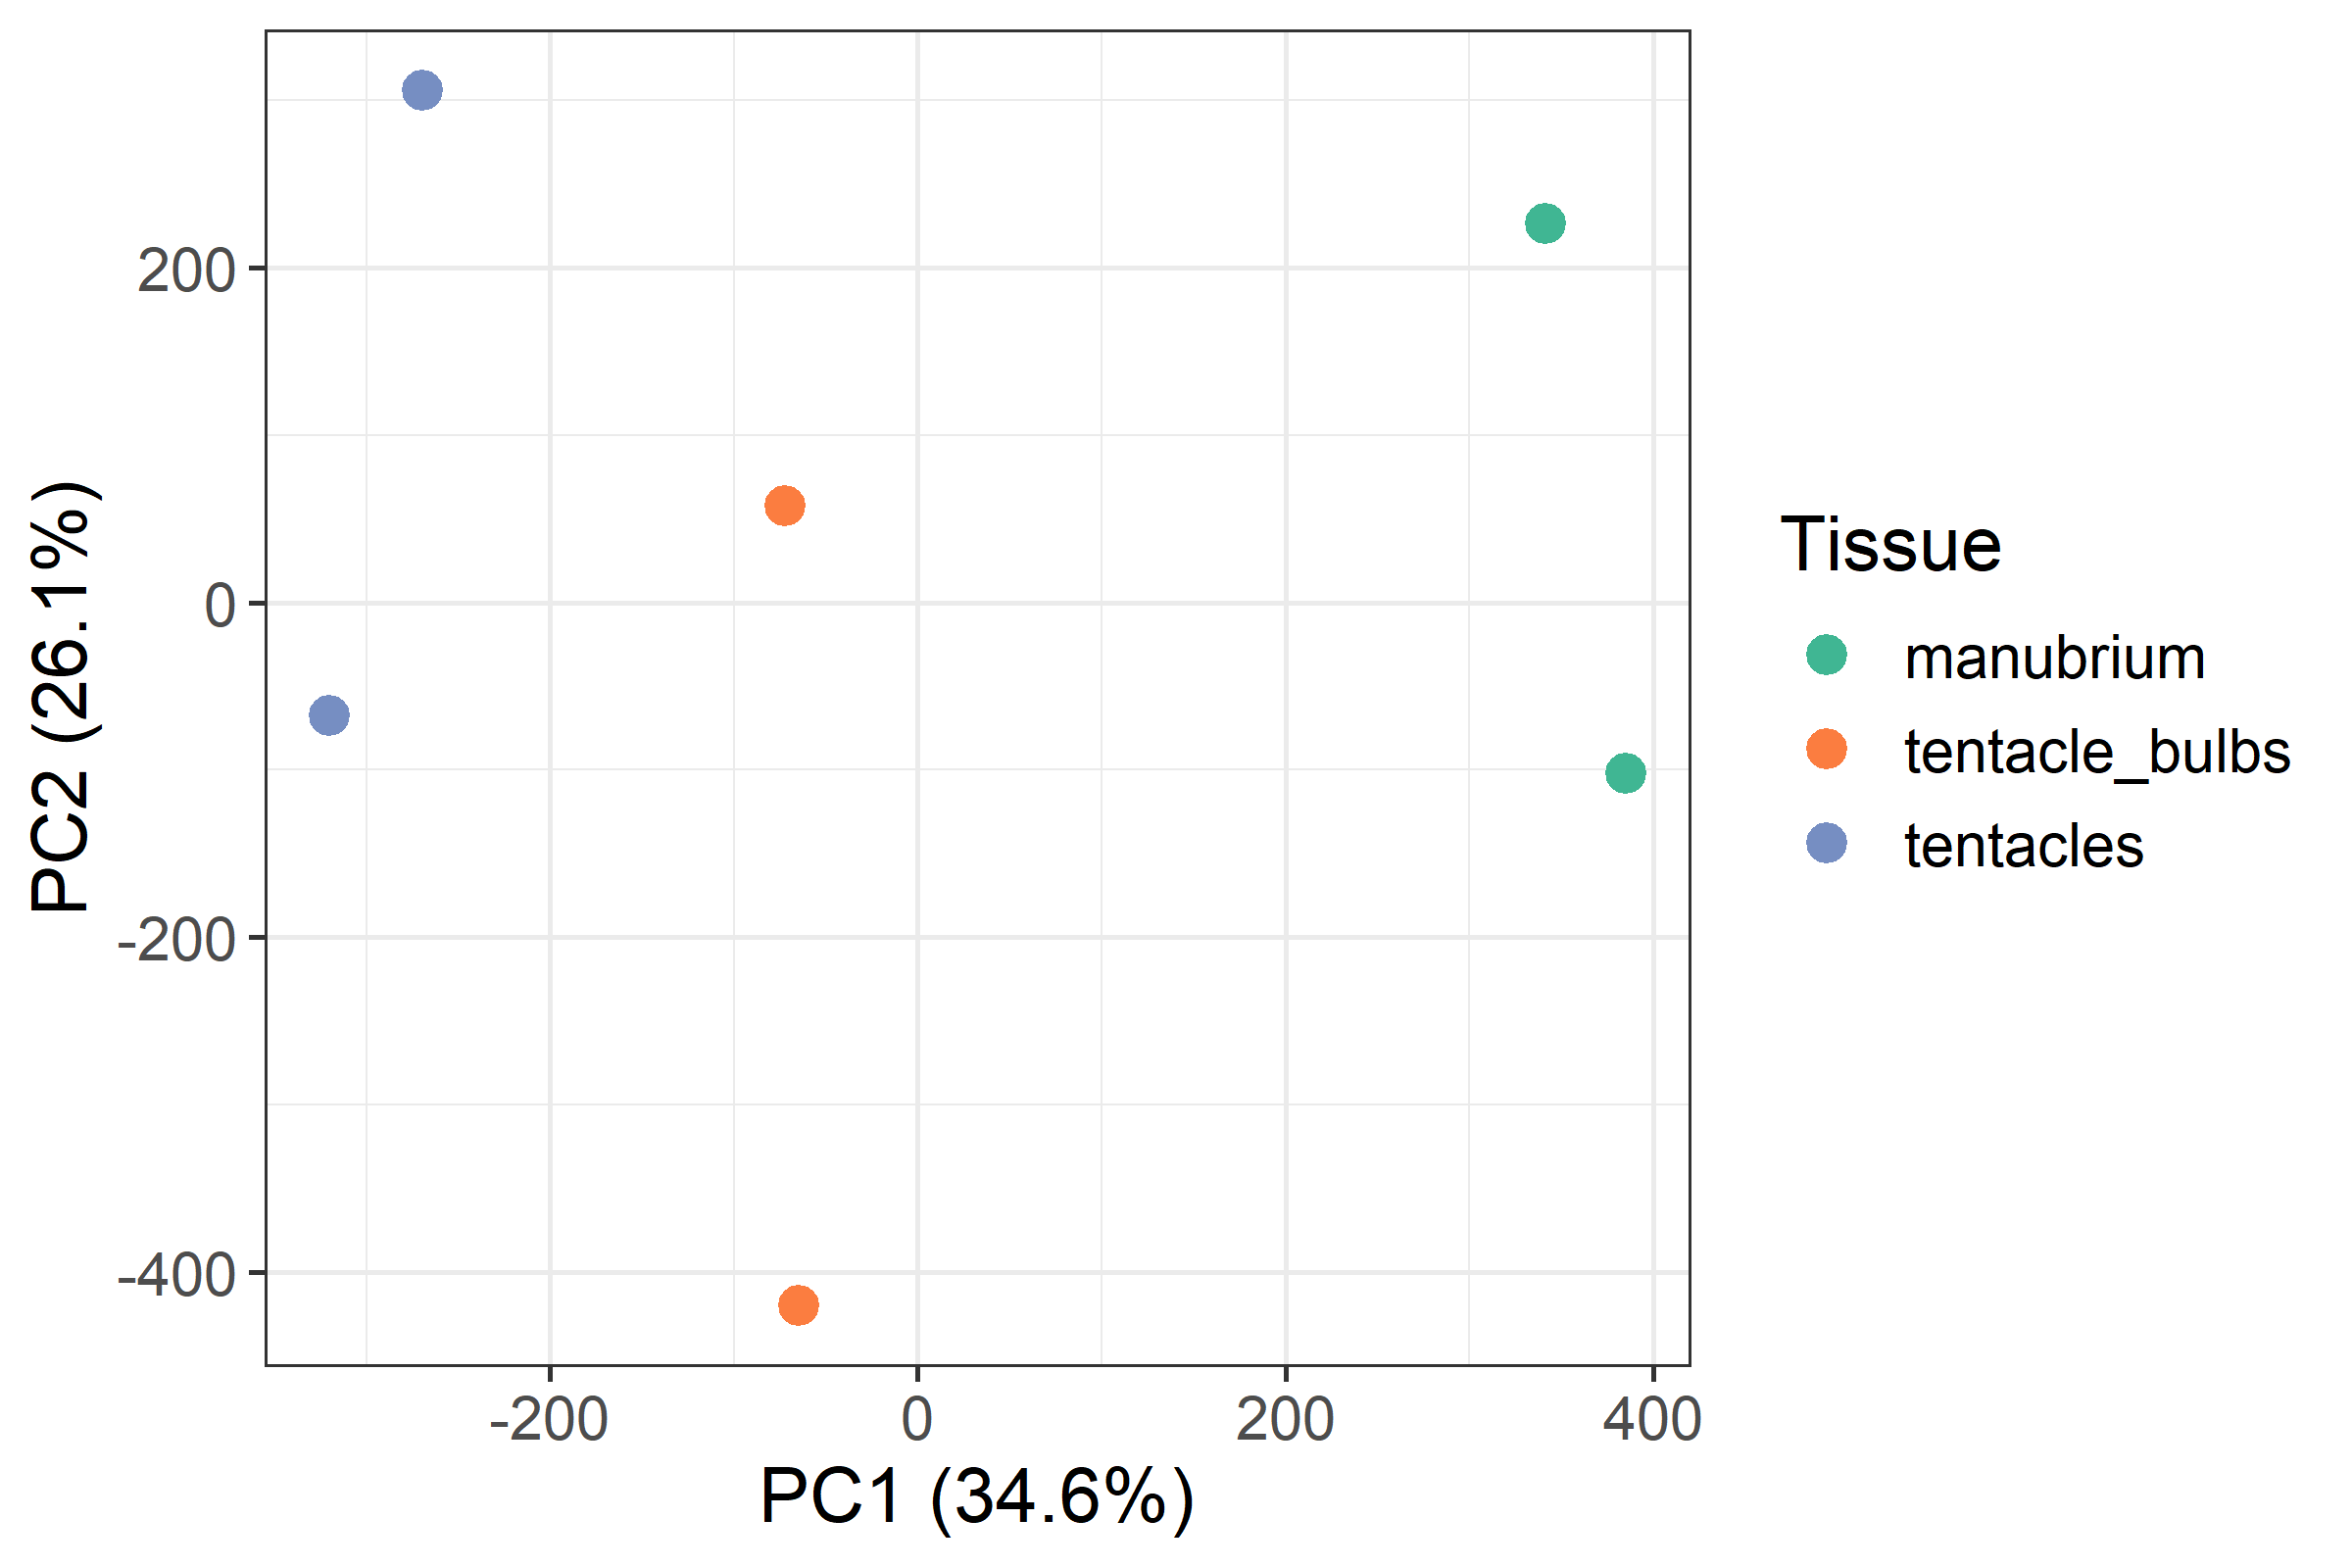 PC2 (26.1%)
200
0
-200
-400
-200
0
200
400
PC1 (34.6%)
Tissue
manubrium
tentacle_bulbs
tentacles